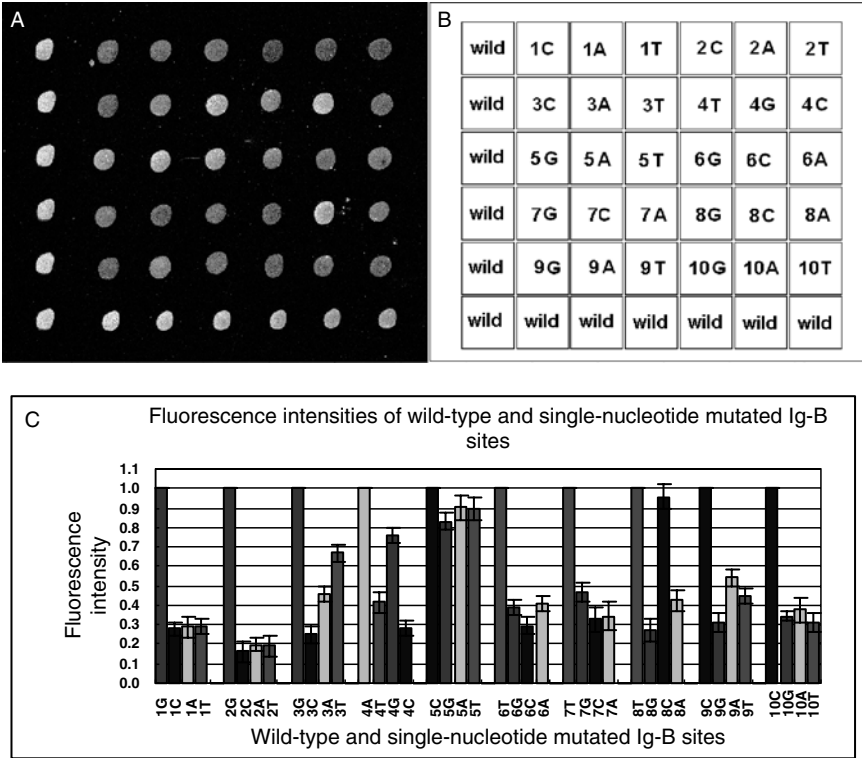 A
B
wild 1C 1A 1T 2C 2A 2T
wild 3C 3A 3T 4T 4G 4C
wild 5G 5A 5T 6G 6C 6A
wild 7G 7C 7A 8G 8C 8A
wild 9G 9A 9T 10G 10A 10T
wild wild wild wild wild wild wild
C
Fluorescence intensities of wild-type and single-nucleotide mutated Ig-B
sites
Fluorescence
intensity
1.1
1.0
0.9
0.8
0.7
0.6
0.5
0.4
0.3
0.2
0.1
0.0
1G 1C 1A 1T 2G 2C 2A 2T 3G 3C 3A 3T 4A 4T 4G 4C 5C 5G 5A 5T 6T 6G 6C 6A 7T 7G 7C 7A 8T 8G 8C 8A 9C 9G 9A 9T 10C 10G 10A 10T
Wild-type and single-nucleotide mutated Ig-B sites